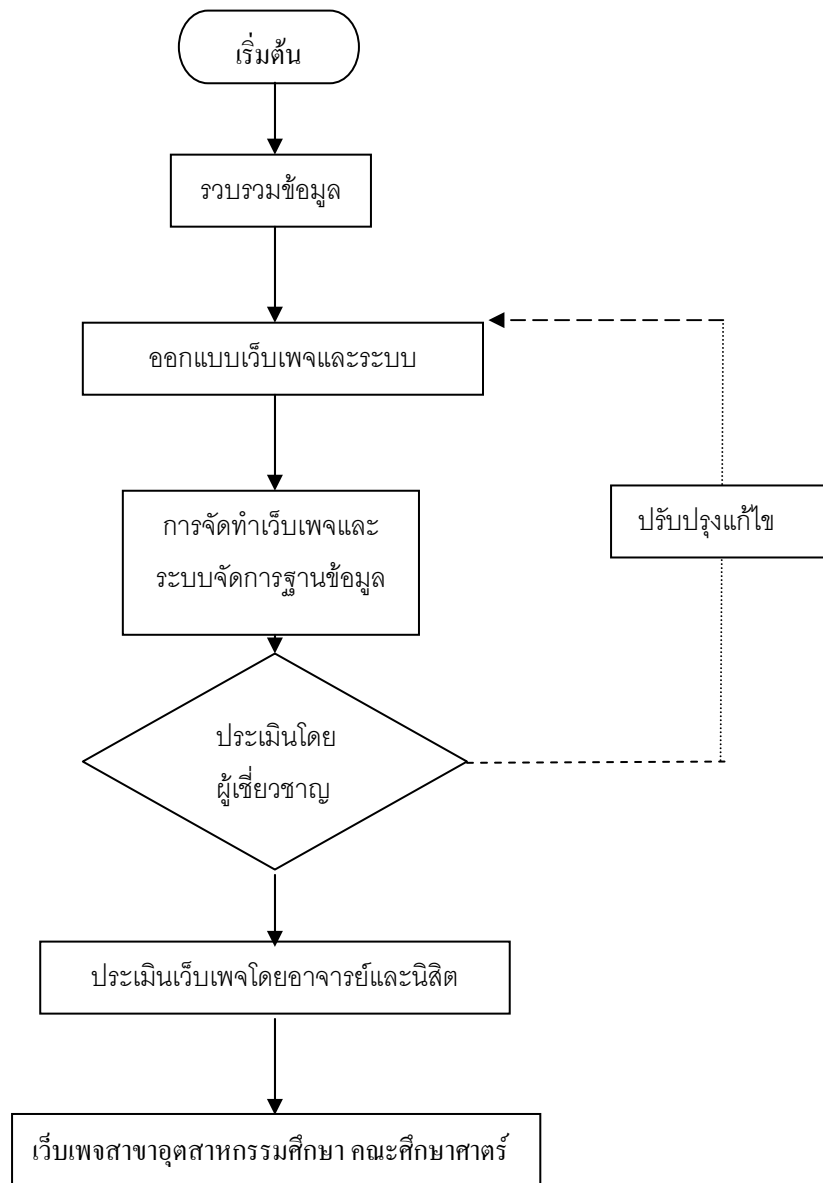 เริ่มต้น
รวบรวมข้อมูล
ออกแบบเว็บเพจและระบบ
การจัดทำเว็บเพจและ
ระบบจัดการฐานข้อมูล
ปรับปรุงแก้ไข
ประเมินโดย
ผู้เชี่ยวชาญ
ประเมินเว็บเพจโดยอาจารย์และนิสิต
เว็บเพจสาขาอุตสาหกรรมศึกษา คณะศึกษาศาตร์